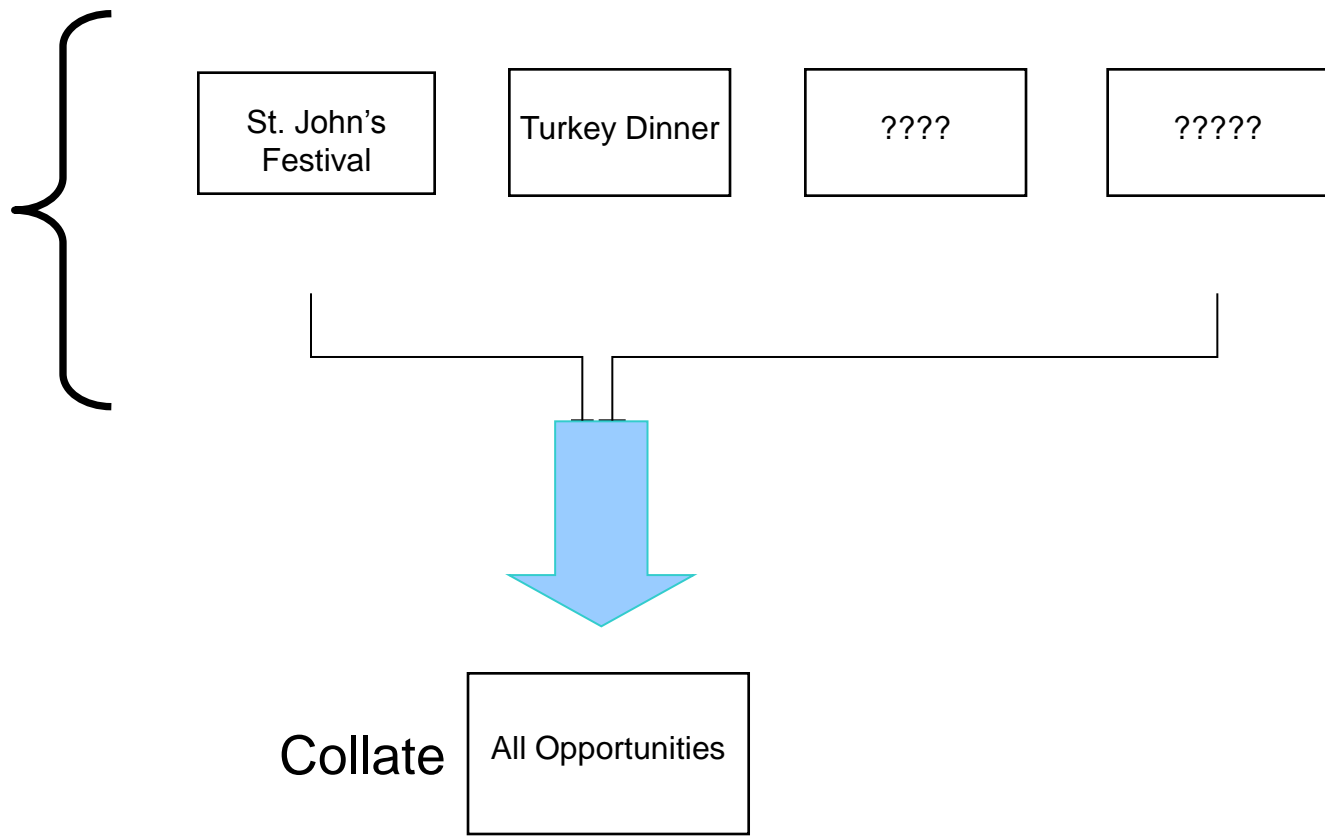 St. John’s
Festival
Turkey Dinner
????
?????
Collate
All Opportunities